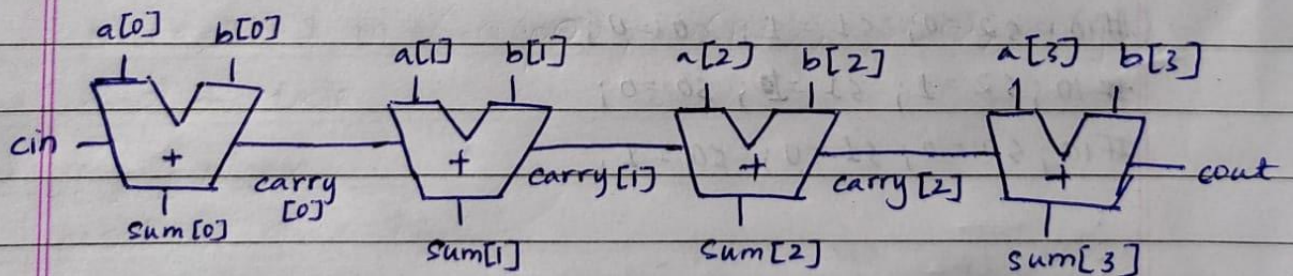 a[0] b[0] a[1] b[1] a[2] b[2] a[3] b[3]
cin + + + + cout
carry [0] carry [1] carry [2]
sum[0] sum[1] sum[2] sum[3]